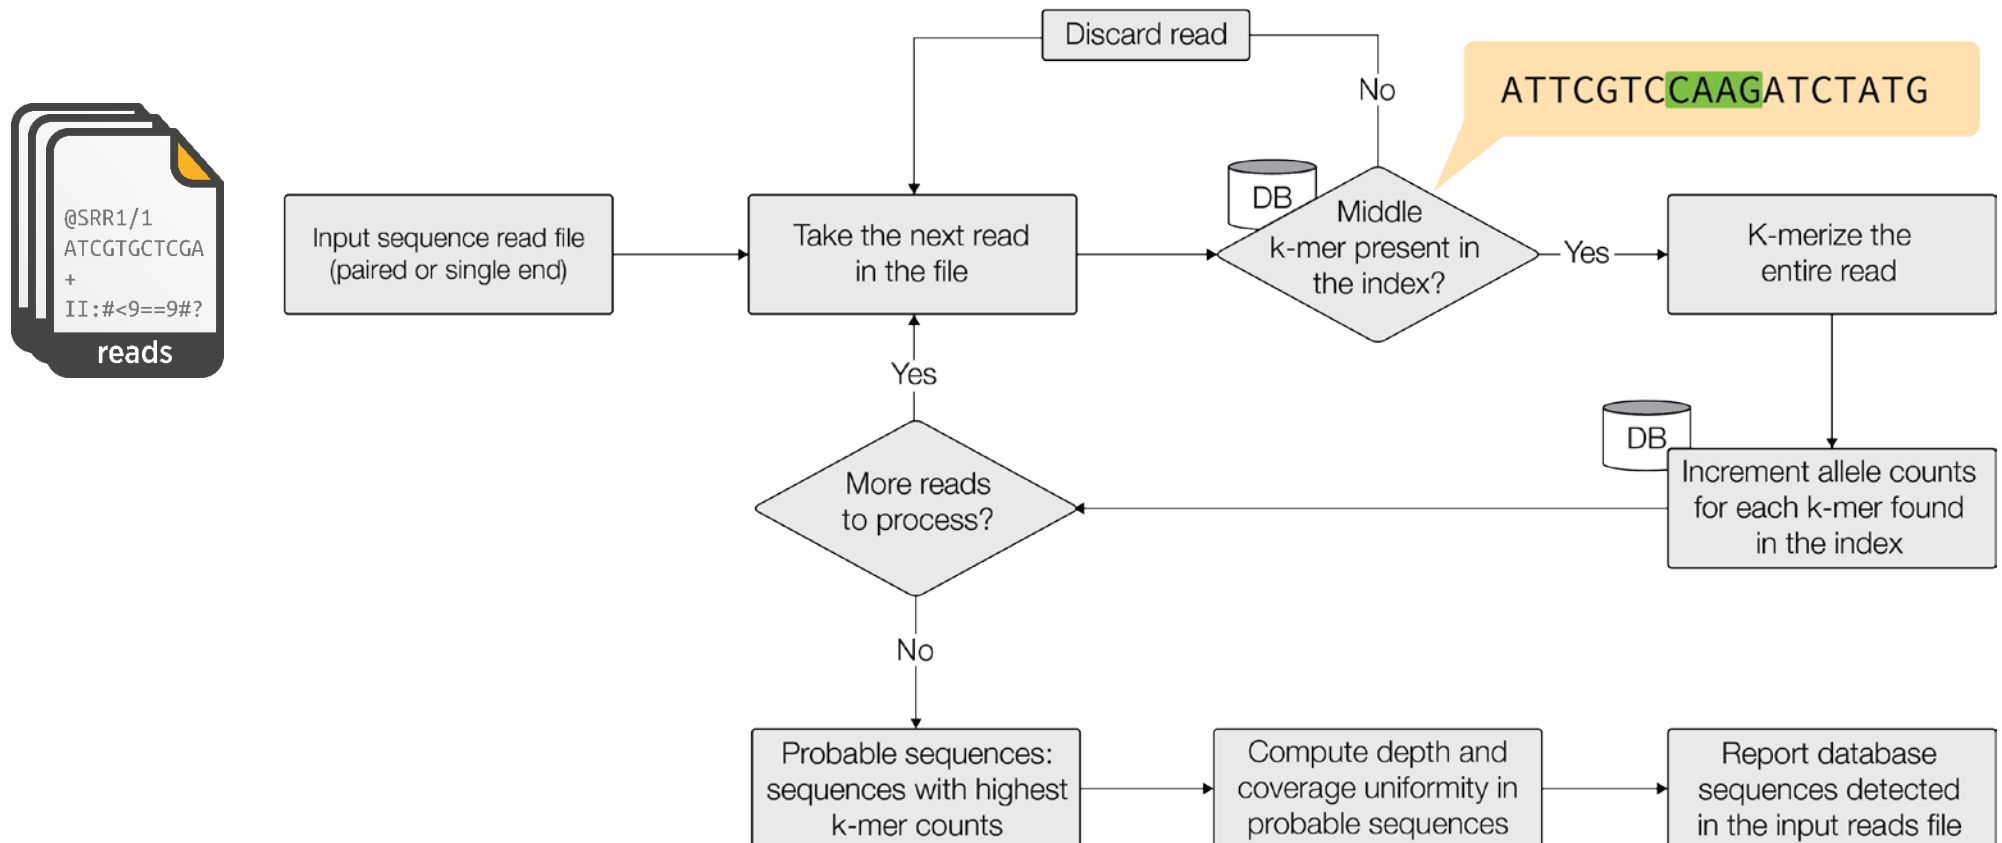 Discard read
No
ATTCGTCCAAGATCTATG
@SRR1/1
ATCGTGCTCGA
+
II:#<9==9#?
reads
Input sequence read file
(paired or single end)
Take the next read
in the file
DB
Middle
k-mer present in
the index?
Yes
K-merize the
entire read
Yes
DB
Increment allele counts
for each k-mer found
in the index
More reads
to process?
No
Probable sequences:
sequences with highest
k-mer counts
Compute depth and
coverage uniformity in
probable sequences
Report database
sequences detected
in the input reads file